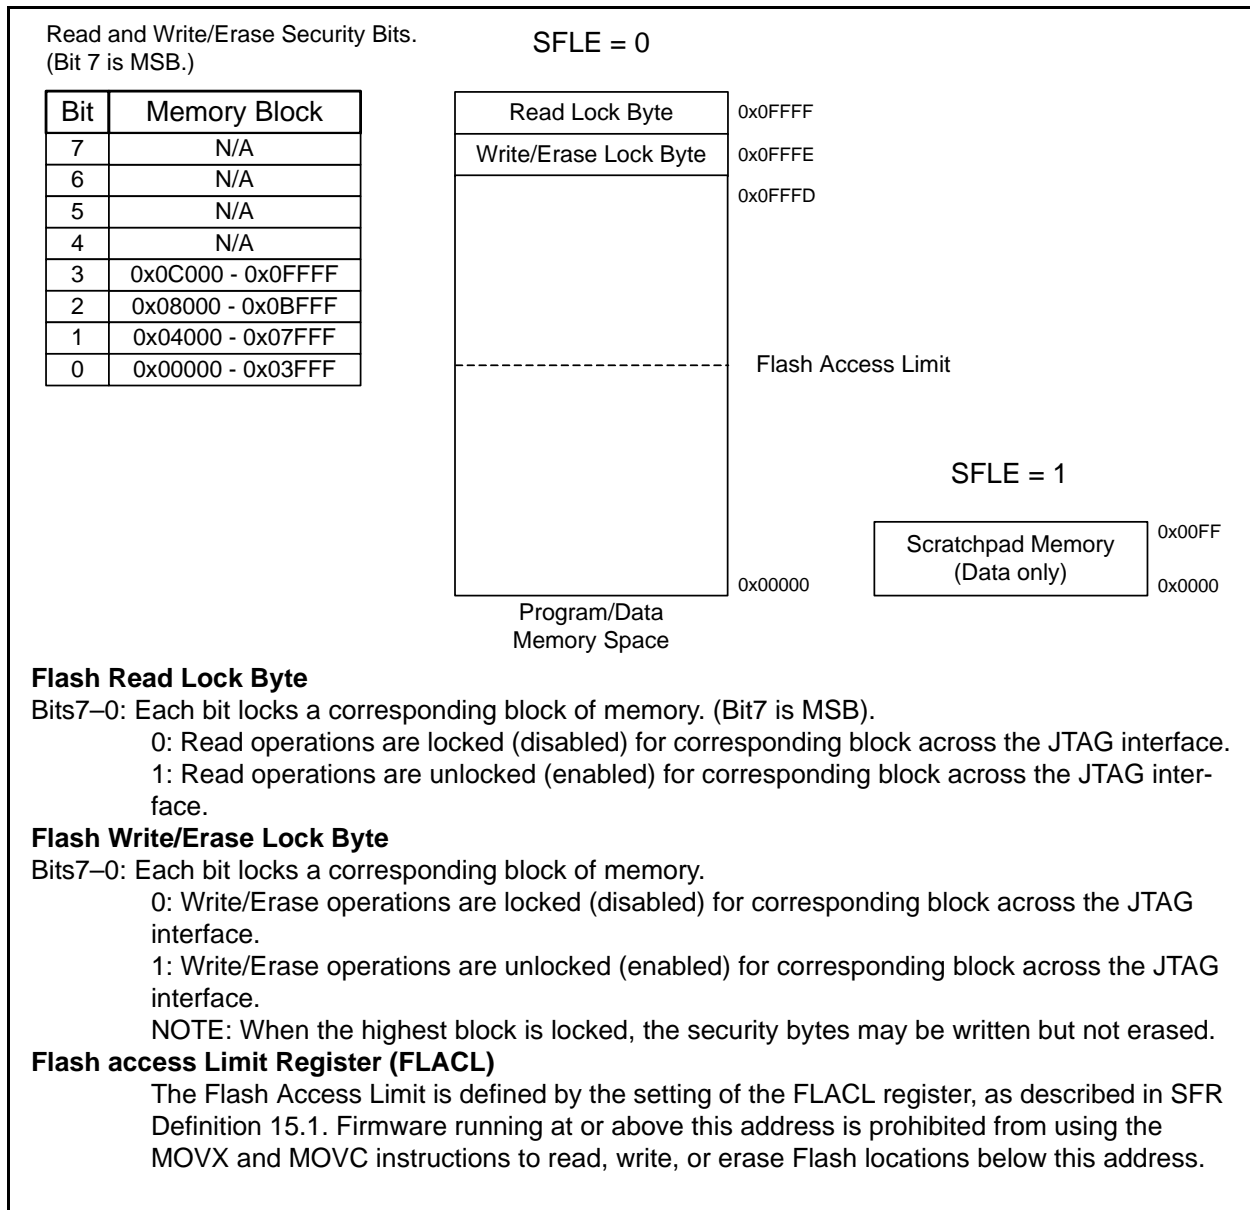 Read and Write/Erase Security Bits.
(Bit 7 is MSB.)
SFLE = 0
Bit Memory Block
7 N/A
6 N/A
5 N/A
4 N/A
3 0x0C000 - 0x0FFFF
2 0x08000 - 0x0BFFF
1 0x04000 - 0x07FFF
0 0x00000 - 0x03FFF
Read Lock Byte 0x0FFFF
Write/Erase Lock Byte 0x0FFFE
0x0FFFD
Flash Access Limit
0x00000
Program/Data
Memory Space
SFLE = 1
Scratchpad Memory
(Data only)
0x00FF
0x0000
Flash Read Lock Byte
Bits7–0: Each bit locks a corresponding block of memory. (Bit7 is MSB).
0: Read operations are locked (disabled) for corresponding block across the JTAG interface.
1: Read operations are unlocked (enabled) for corresponding block across the JTAG inter-
face.
Flash Write/Erase Lock Byte
Bits7–0: Each bit locks a corresponding block of memory.
0: Write/Erase operations are locked (disabled) for corresponding block across the JTAG
interface.
1: Write/Erase operations are unlocked (enabled) for corresponding block across the JTAG
interface.
NOTE: When the highest block is locked, the security bytes may be written but not erased.
Flash access Limit Register (FLACL)
The Flash Access Limit is defined by the setting of the FLACL register, as described in SFR
Definition 15.1. Firmware running at or above this address is prohibited from using the
MOVX and MOVC instructions to read, write, or erase Flash locations below this address.